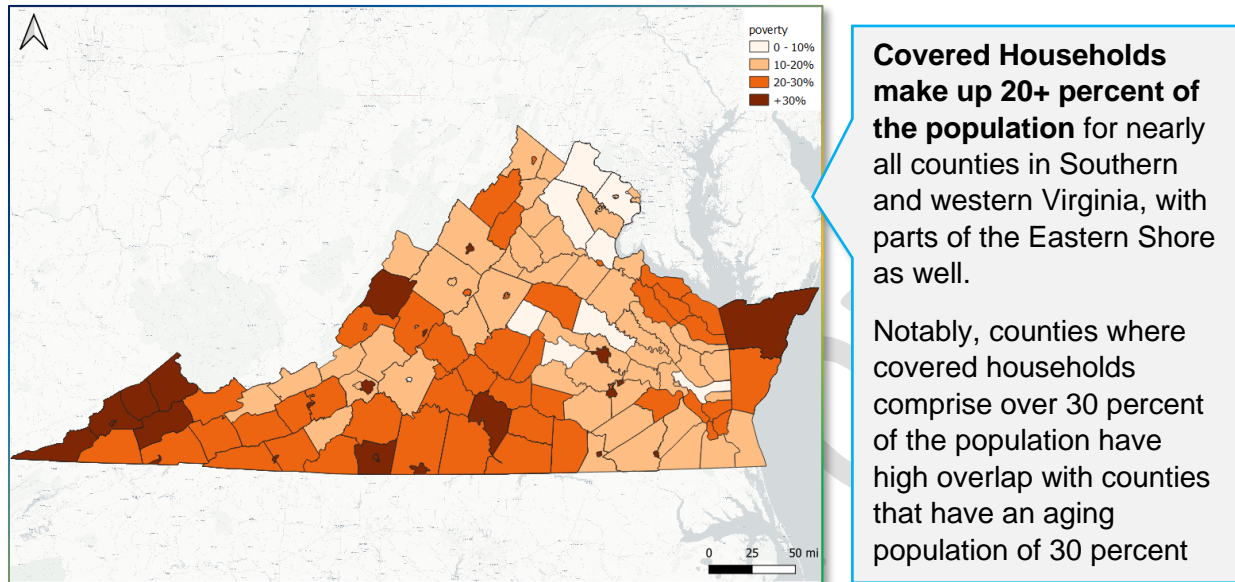 poverty
0 - 10%
10-20%
20-30%
+30%
0 25 50 mi
Covered Households
make up 20+ percent of
the population for nearly
all counties in Southern
and western Virginia, with
parts of the Eastern Shore
as well.
Notably, counties where
covered households
comprise over 30 percent
of the population have
high overlap with counties
that have an aging
population of 30 percent